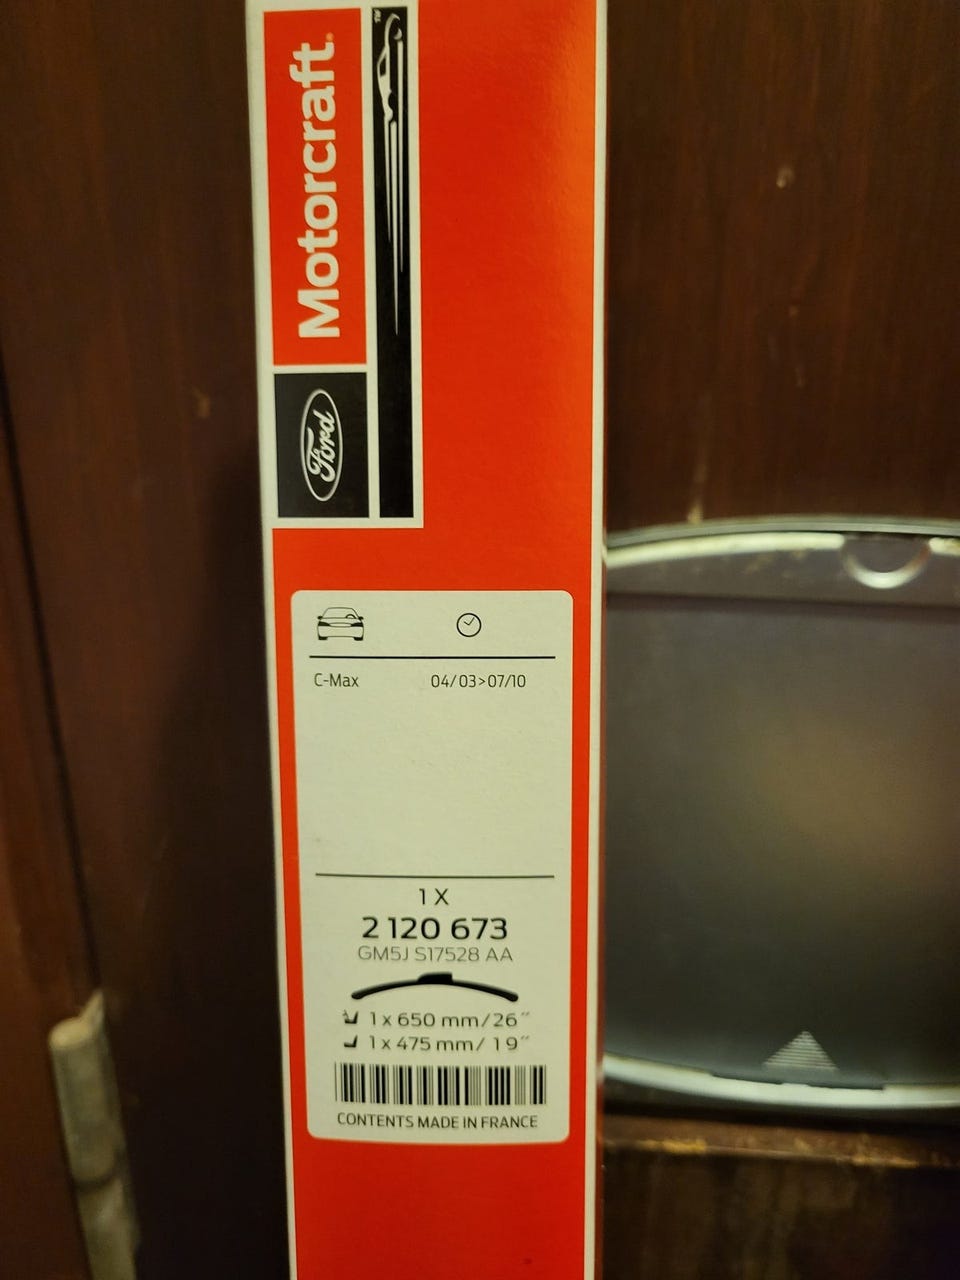 Motorcraft®
Ford
™
C-Max 04/03>07/10
1 X
2 120 673
GM5J S17528 AA
1 x 650 mm/26″
1 x 475 mm/ 19″
CONTENTS MADE IN FRANCE